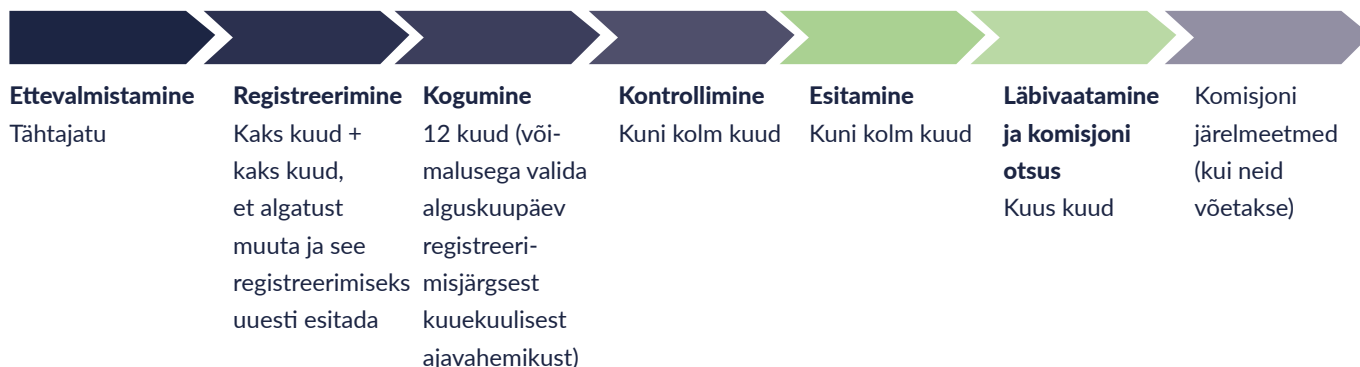 Ettevalmistamine
Tähtajatu
Registreerimine
Kaks kuud +
kaks kuud,
et algatust
muuta ja see
registreerimiseks
uuesti esitada
Kogumine
12 kuud (või-
malusega valida
alguskuupäev
registreeri-
misjärgsest
kuuekuulisest
ajavahemikust)
Kontrollimine
Kuni kolm kuud
Esitamine
Kuni kolm kuud
Läbivaatamine
ja komisjoni
otsus
Kuus kuud
Komisjoni
järelmeetmed
(kui neid
võetakse)